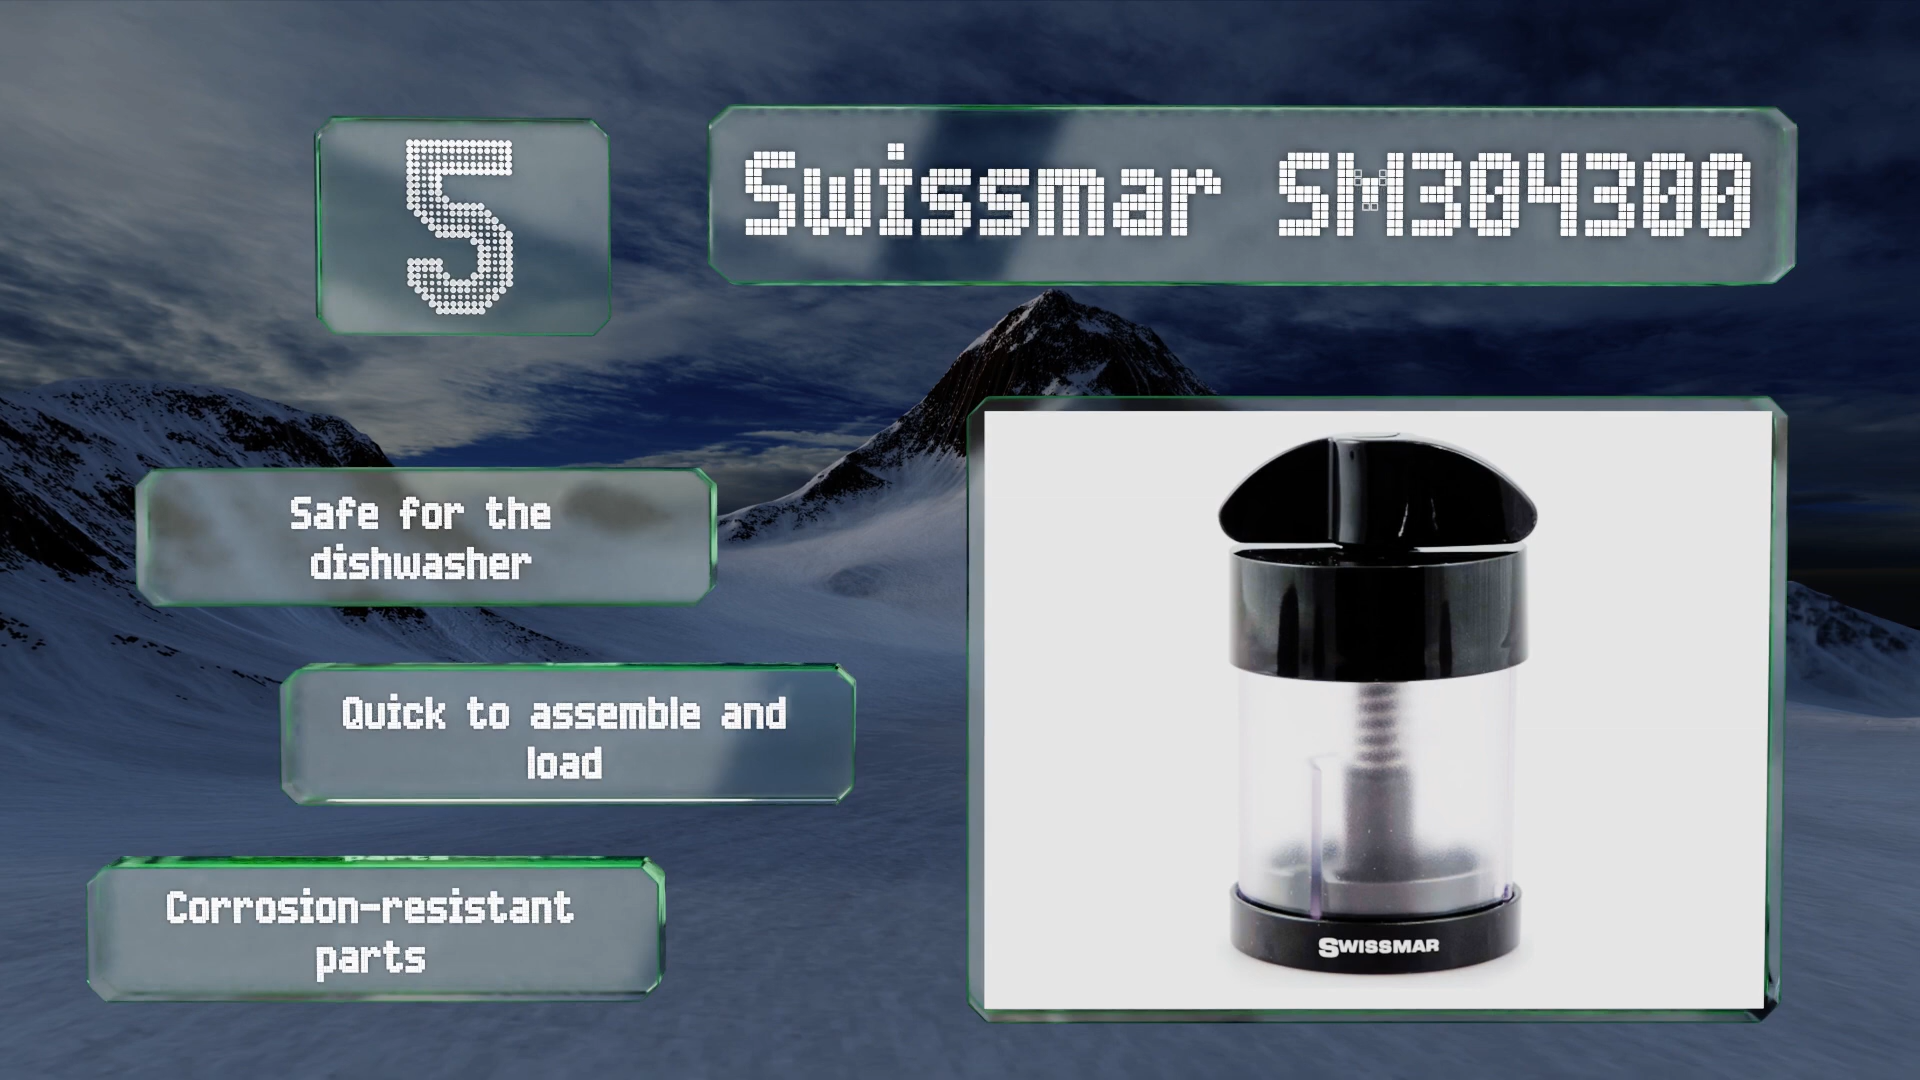 5
Swissmar SM304300
Safe for the
dishwasher
Quick to assemble and
load
Corrosion-resistant
parts
SWISSMAR